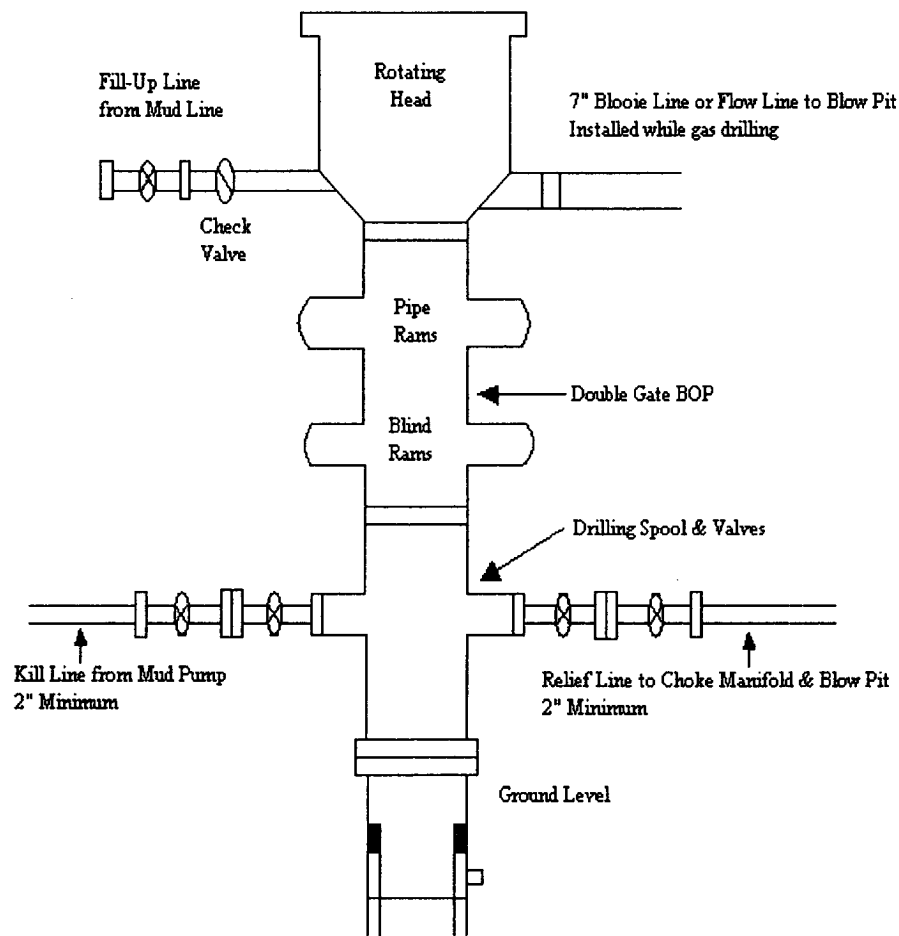 Rotating
Head
Fill-Up Line
from Mud Line
7" Blooie Line or Flow Line to Blow Pit
Installed while gas drilling
Check
Valve
Pipe
Rams
Double Gate BOP
Blind
Rams
Drilling Spool & Valves
Kill Line from Mud Pump
2" Minimum
Relief Line to Choke Manifold & Blow Pit
2" Minimum
Ground Level